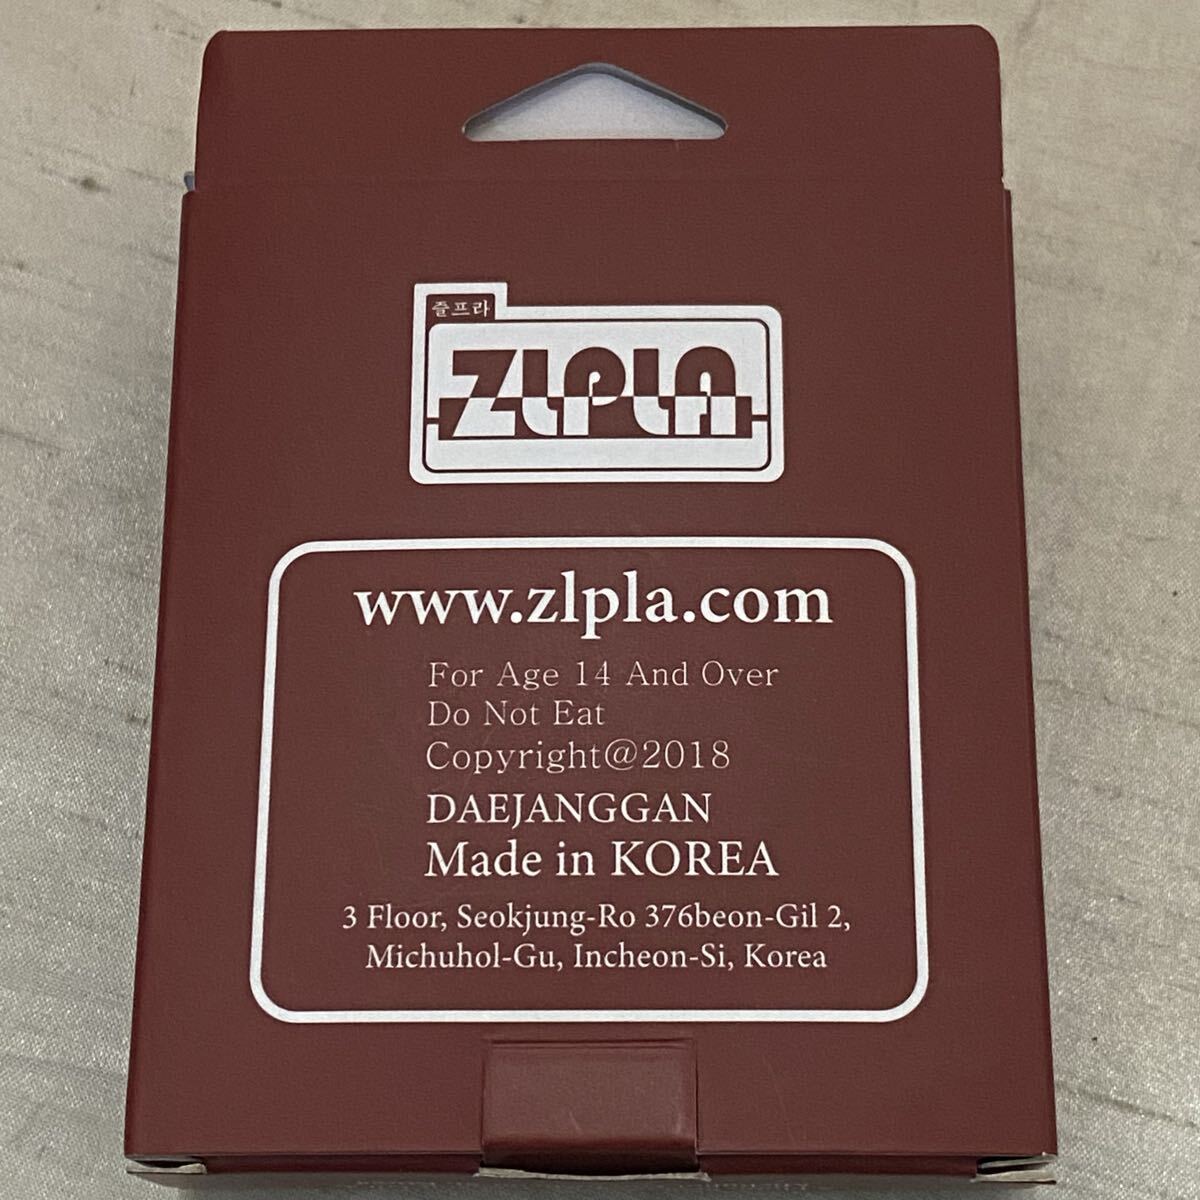 즐프라
ZLPLA
www.zlpla.com
For Age 14 And Over
Do Not Eat
Copyright@2018
DAEJANGGAN
Made in KOREA
3 Floor, Seokjung-Ro 376beon-Gil 2,
Michuhol-Gu, Incheon-Si, Korea